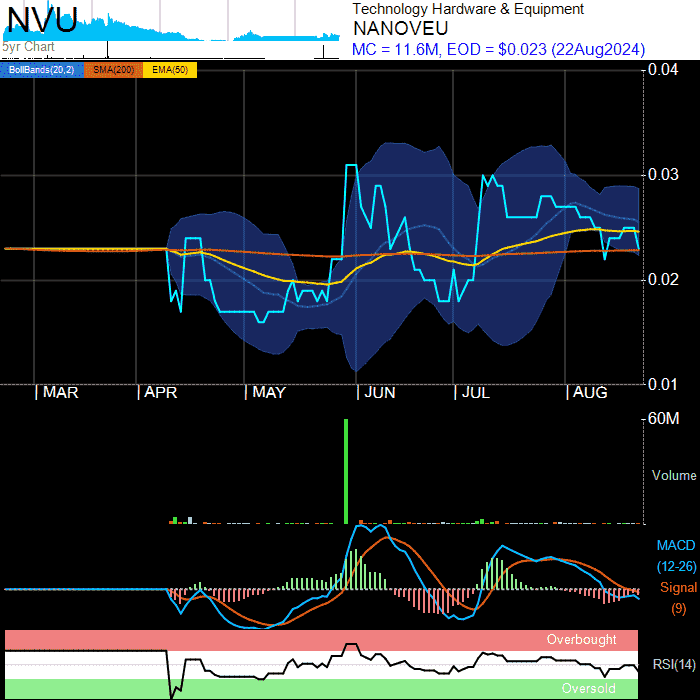 NVU
Technology Hardware & Equipment
NANOVEU
5yr Chart
MC = 11.6M, EOD = $0.023 (22Aug2024)
BollBands(20,2) SMA(200) EMA(50)
0.04
0.03
0.02
0.01
| MAR | APR | MAY | JUN | JUL | AUG
60M
Volume
MACD
(12-26)
Signal
(9)
Overbought
RSI(14)
Oversold